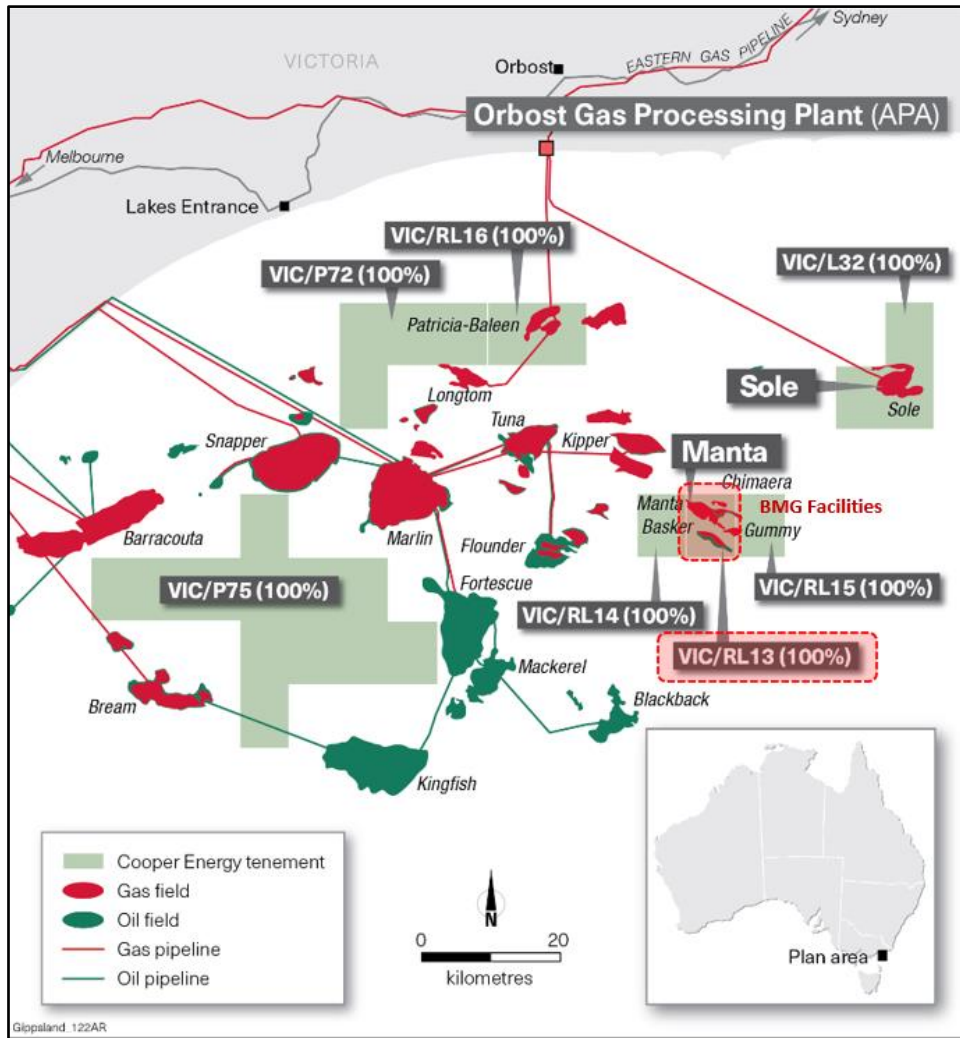 Sydney
VICTORIA
EASTERN GAS PIPELINE
Orbost
Orbost Gas Processing Plant (APA)
Melbourne
Lakes Entrance
VIC/RL16 (100%)
VIC/P72 (100%)
VIC/L32 (100%)
Patricia-Baleen
Longtom
Sole
Sole
Tuna
Snapper
Kipper
Manta
Chimaera
Manta
BMG Facilities
Basker
Gummy
Barracouta
Marlin
Flounder
Fortescue
VIC/P75 (100%)
VIC/RL14 (100%)
VIC/RL15 (100%)
VIC/RL13 (100%)
Mackerel
Bream
Blackback
Kingfish
Cooper Energy tenement
Gas field
Oil field
Gas pipeline
Oil pipeline
N
0 20
kilometres
Plan area
Gippsland_122AR